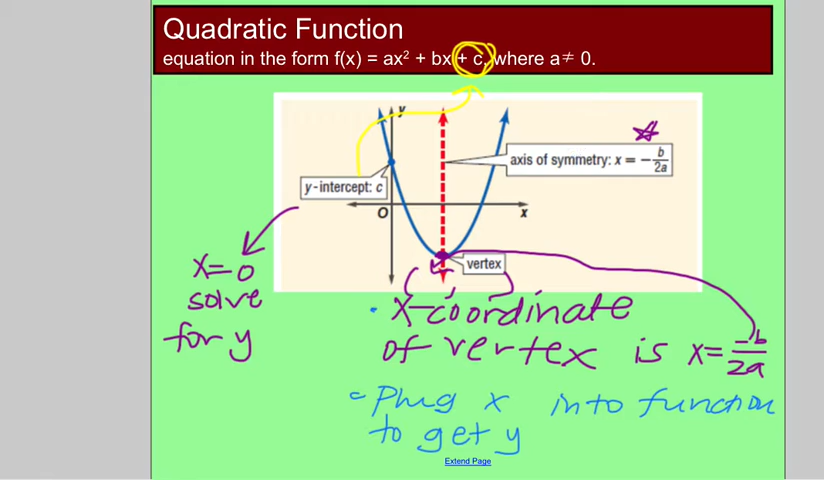 Quadratic Function
equation in the form f(x) = ax² + bx + c, where a ≠ 0.
y
axis of symmetry: x = -b/2a
y-intercept: c
O
x
vertex
x=0
solve
for y
x-coordinate
of vertex is x = -b/2a
Plug x into function
to get y
Extend Page